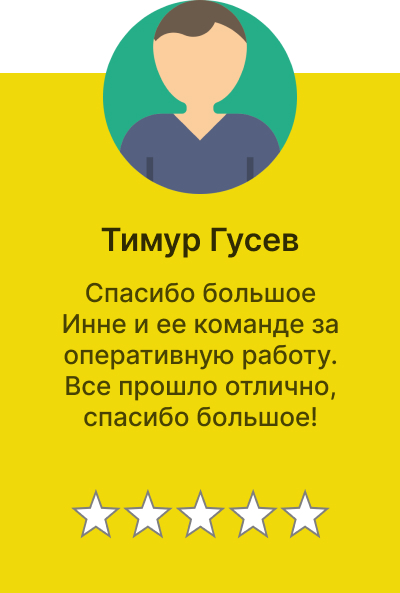 Тимур Гусев
Спасибо большое
Инне и ее команде за
оперативную работу.
Все прошло отлично,
спасибо большое!